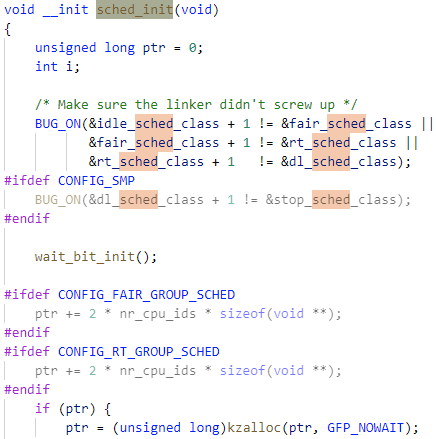 void __init sched_init(void)
{
    unsigned long ptr = 0;
    int i;

    /* Make sure the linker didn't screw up */
    BUG_ON(&idle_sched_class + 1 != &fair_sched_class ||
           &fair_sched_class + 1 != &rt_sched_class ||
           &rt_sched_class + 1   != &dl_sched_class);
#ifdef CONFIG_SMP
    BUG_ON(&dl_sched_class + 1 != &stop_sched_class);
#endif

    wait_bit_init();

#ifdef CONFIG_FAIR_GROUP_SCHED
    ptr += 2 * nr_cpu_ids * sizeof(void **);
#endif
#ifdef CONFIG_RT_GROUP_SCHED
    ptr += 2 * nr_cpu_ids * sizeof(void **);
#endif
    if (ptr) {
        ptr = (unsigned long)kzalloc(ptr, GFP_NOWAIT);